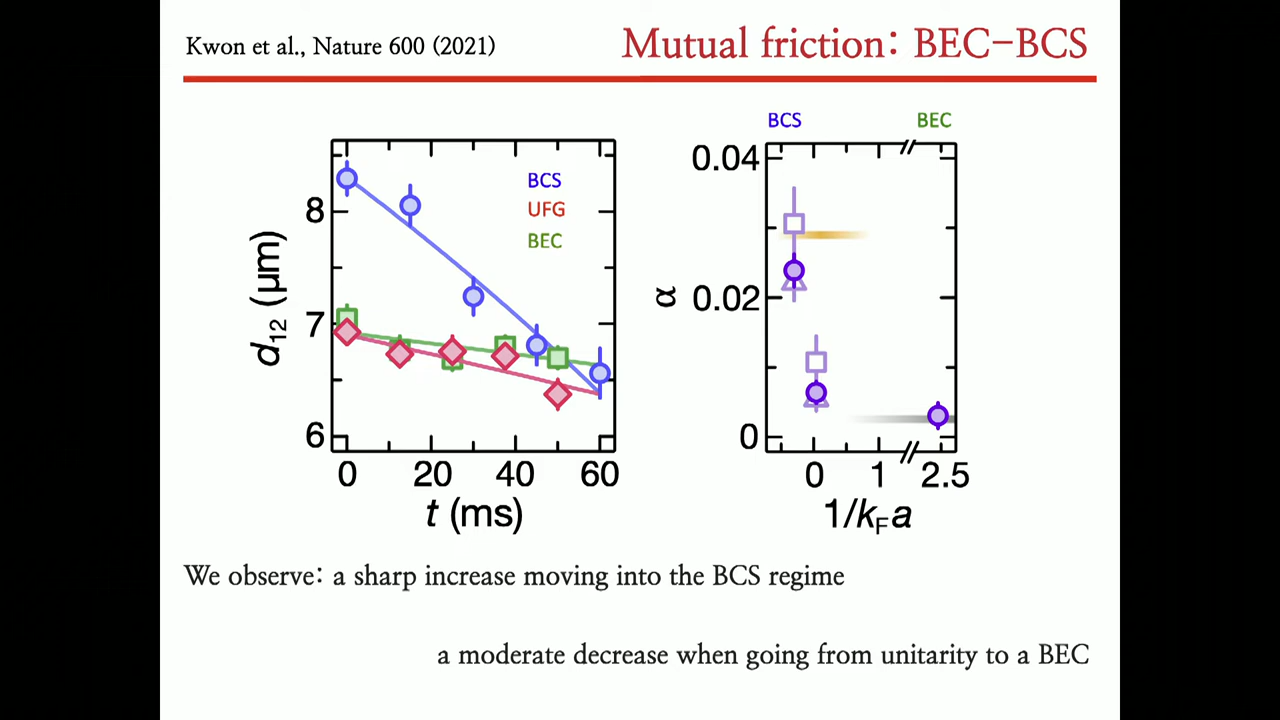 Kwon et al., Nature 600 (2021)
Mutual friction: BEC–BCS
BCS
BEC
8
7
6
d12 (μm)
BCS
UFG
BEC
0 20 40 60
t (ms)
0.04
0.02
0
α
0 1 2.5
1/kFa
We observe: a sharp increase moving into the BCS regime
a moderate decrease when going from unitarity to a BEC